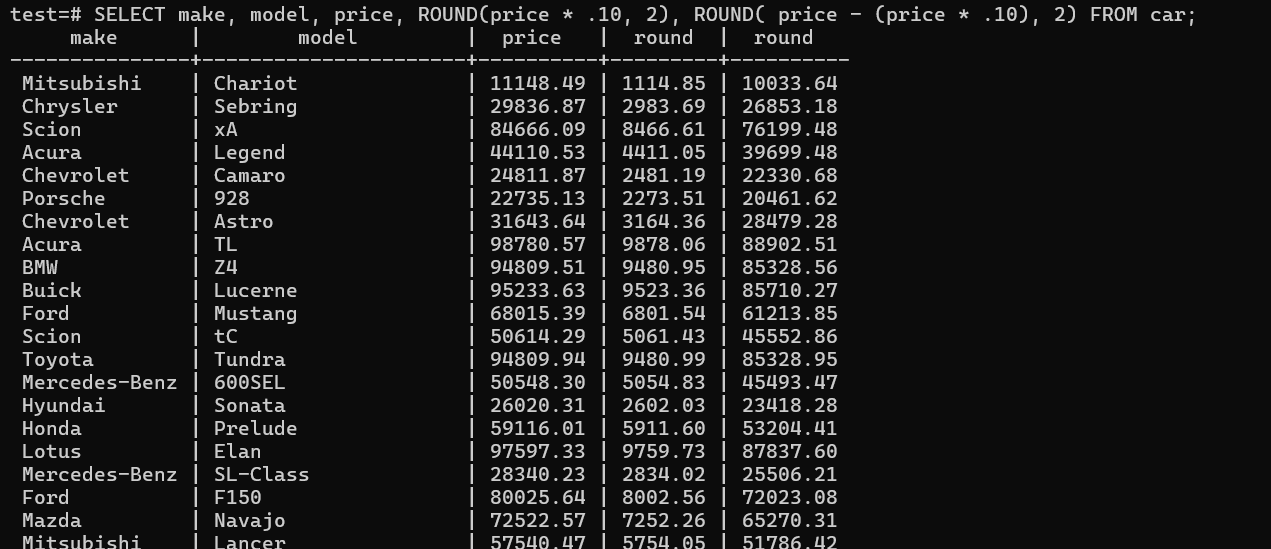 test=# SELECT make, model, price, ROUND(price * .10, 2), ROUND( price - (price * .10), 2) FROM car;
     make      |        model         |  price   |  round  |  round
---------------+----------------------+----------+---------+----------
 Mitsubishi    | Chariot              | 11148.49 | 1114.85 | 10033.64
 Chrysler      | Sebring              | 29836.87 | 2983.69 | 26853.18
 Scion         | xA                   | 84666.09 | 8466.61 | 76199.48
 Acura         | Legend               | 44110.53 | 4411.05 | 39699.48
 Chevrolet     | Camaro               | 24811.87 | 2481.19 | 22330.68
 Porsche       | 928                  | 22735.13 | 2273.51 | 20461.62
 Chevrolet     | Astro                | 31643.64 | 3164.36 | 28479.28
 Acura         | TL                   | 98780.57 | 9878.06 | 88902.51
 BMW           | Z4                   | 94809.51 | 9480.95 | 85328.56
 Buick         | Lucerne              | 95233.63 | 9523.36 | 85710.27
 Ford          | Mustang              | 68015.39 | 6801.54 | 61213.85
 Scion         | tC                   | 50614.29 | 5061.43 | 45552.86
 Toyota        | Tundra               | 94809.94 | 9480.99 | 85328.95
 Mercedes-Benz | 600SEL               | 50548.30 | 5054.83 | 45493.47
 Hyundai       | Sonata               | 26020.31 | 2602.03 | 23418.28
 Honda         | Prelude              | 59116.01 | 5911.60 | 53204.41
 Lotus         | Elan                 | 97597.33 | 9759.73 | 87837.60
 Mercedes-Benz | SL-Class             | 28340.23 | 2834.02 | 25506.21
 Ford          | F150                 | 80025.64 | 8002.56 | 72023.08
 Mazda         | Navajo               | 72522.57 | 7252.26 | 65270.31
 Mitsubishi    | Lancer               | 57540.47 | 5754.05 | 51786.42